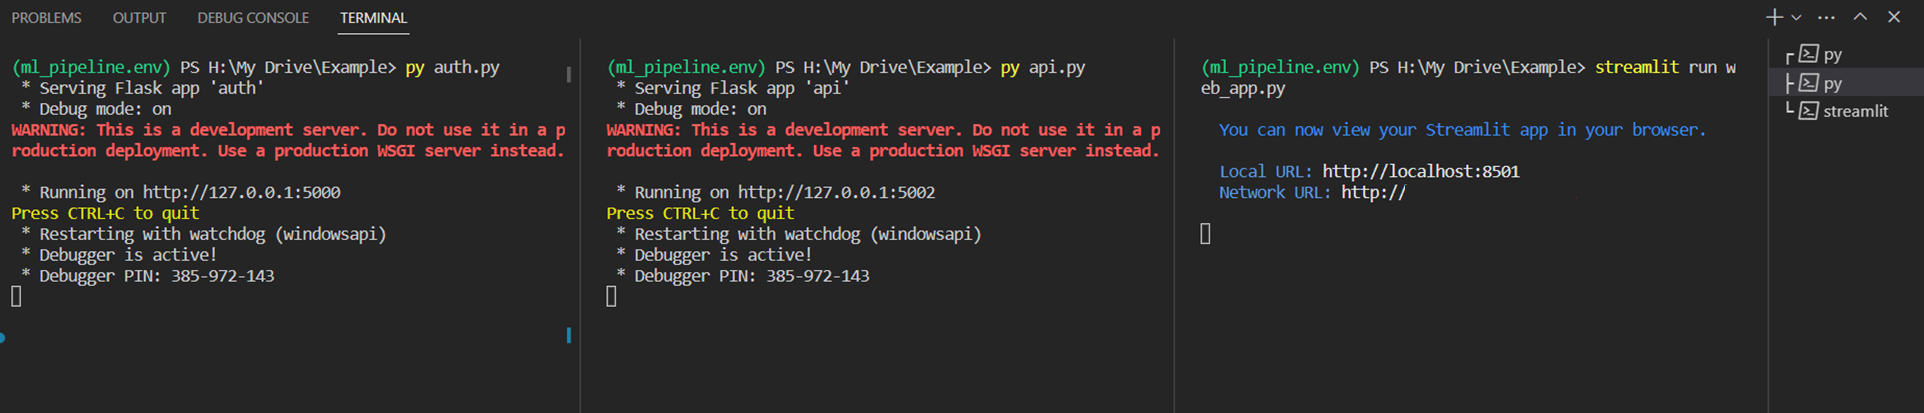 PROBLEMS OUTPUT DEBUG CONSOLE TERMINAL
(ml_pipeline.env) PS H:\My Drive\Example> py auth.py
* Serving Flask app 'auth'
* Debug mode: on
WARNING: This is a development server. Do not use it in a p
roduction deployment. Use a production WSGI server instead.
* Running on http://127.0.0.1:5000
Press CTRL+C to quit
* Restarting with watchdog (windowsapi)
* Debugger is active!
* Debugger PIN: 385-972-143
(ml_pipeline.env) PS H:\My Drive\Example> py api.py
* Serving Flask app 'api'
* Debug mode: on
WARNING: This is a development server. Do not use it in a p
roduction deployment. Use a production WSGI server instead.
* Running on http://127.0.0.1:5002
Press CTRL+C to quit
* Restarting with watchdog (windowsapi)
* Debugger is active!
* Debugger PIN: 385-972-143
(ml_pipeline.env) PS H:\My Drive\Example> streamlit run w
eb_app.py
You can now view your Streamlit app in your browser.
Local URL: http://localhost:8501
Network URL: http://
py
py
streamlit